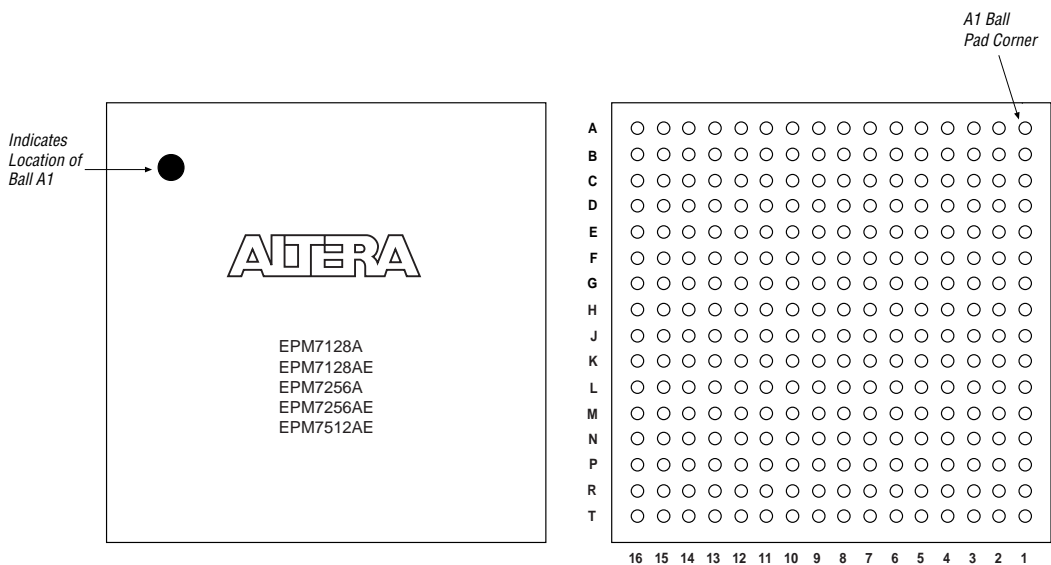 A1 Ball
Pad Corner
Indicates
Location of
Ball A1
ALTERA
EPM7128A
EPM7128AE
EPM7256A
EPM7256AE
EPM7512AE
A
B
C
D
E
F
G
H
J
K
L
M
N
P
R
T
16 15 14 13 12 11 10 9 8 7 6 5 4 3 2 1